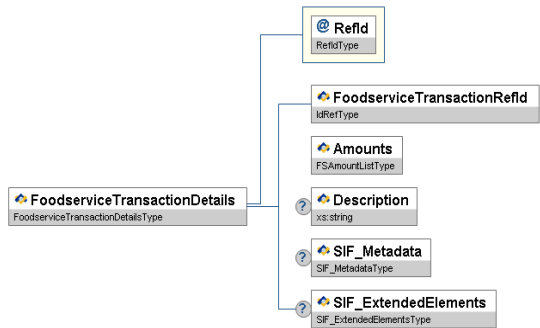 @ RefId
RefIdType
FoodserviceTransactionRefId
IdRefType
Amounts
FSAmountListType
FoodserviceTransactionDetails
FoodserviceTransactionDetailsType
? Description
xs:string
? SIF_Metadata
SIF_MetadataType
? SIF_ExtendedElements
SIF_ExtendedElementsType